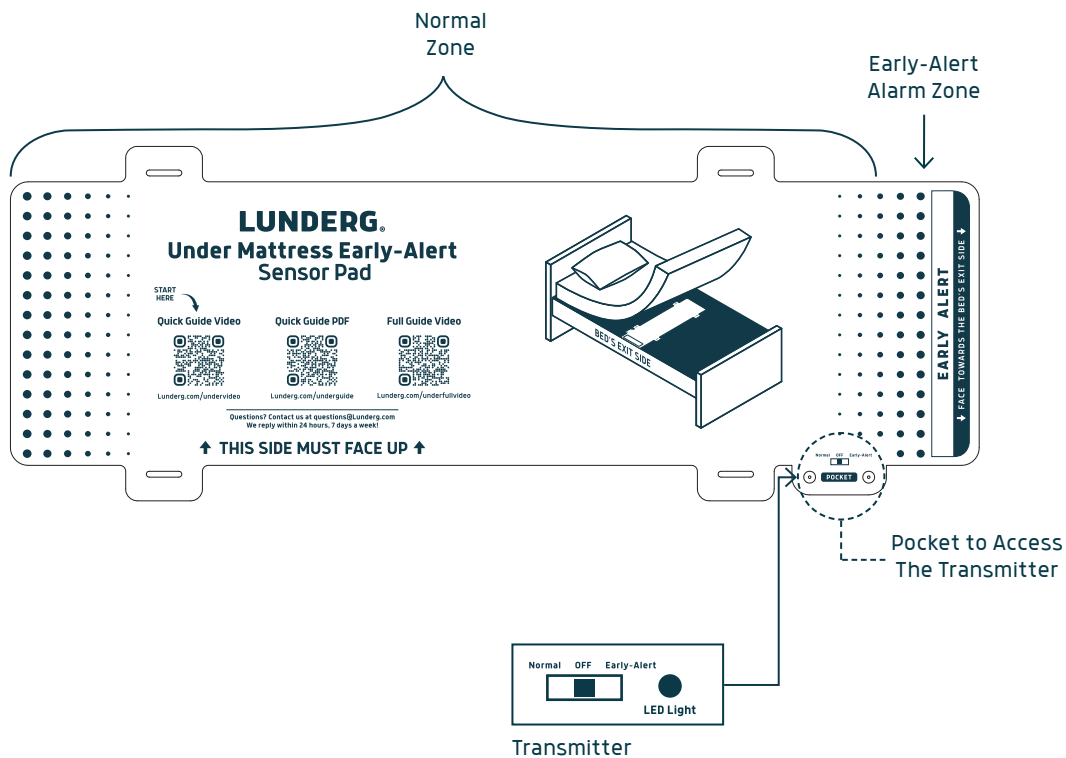 Normal
Zone
Early-Alert
Alarm Zone
LUNDERG®
Under Mattress Early-Alert
Sensor Pad
START
HERE
Quick Guide Video
Quick Guide PDF
Full Guide Video
Lunderg.com/undervideo
Lunderg.com/underguide
Lunderg.com/underfullvideo
Questions? Contact us at questions@Lunderg.com
We reply within 24 hours, 7 days a week!
THIS SIDE MUST FACE UP
BED'S EXIT SIDE
EARLY ALERT
FACE TOWARDS THE BED'S EXIT SIDE
Normal OFF Early-Alert
POCKET
Pocket to Access
The Transmitter
Normal OFF Early-Alert
LED Light
Transmitter